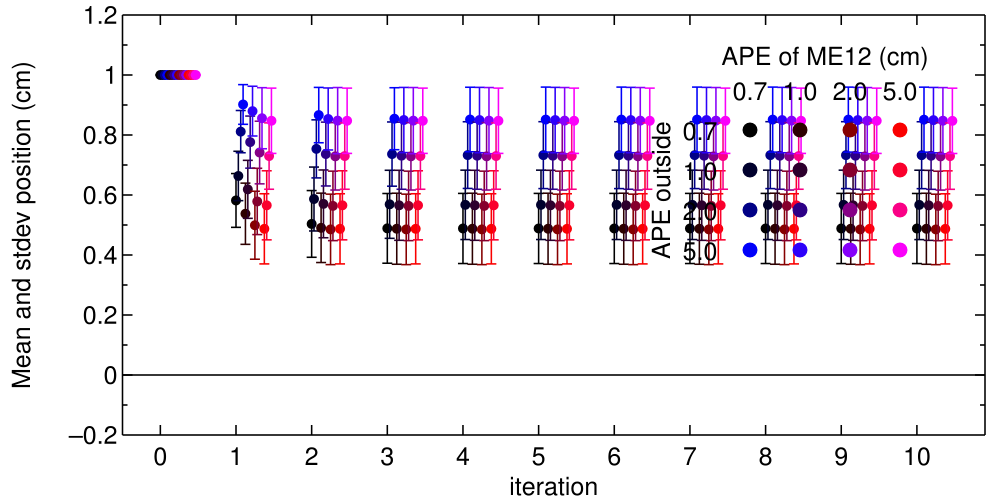 Mean and stdev position (cm)
1.2
1
0.8
0.6
0.4
0.2
0
−0.2
APE of ME12 (cm)
0.7 1.0 2.0 5.0
APE outside
0.7
1.0
2.0
5.0
0 1 2 3 4 5 6 7 8 9 10
iteration